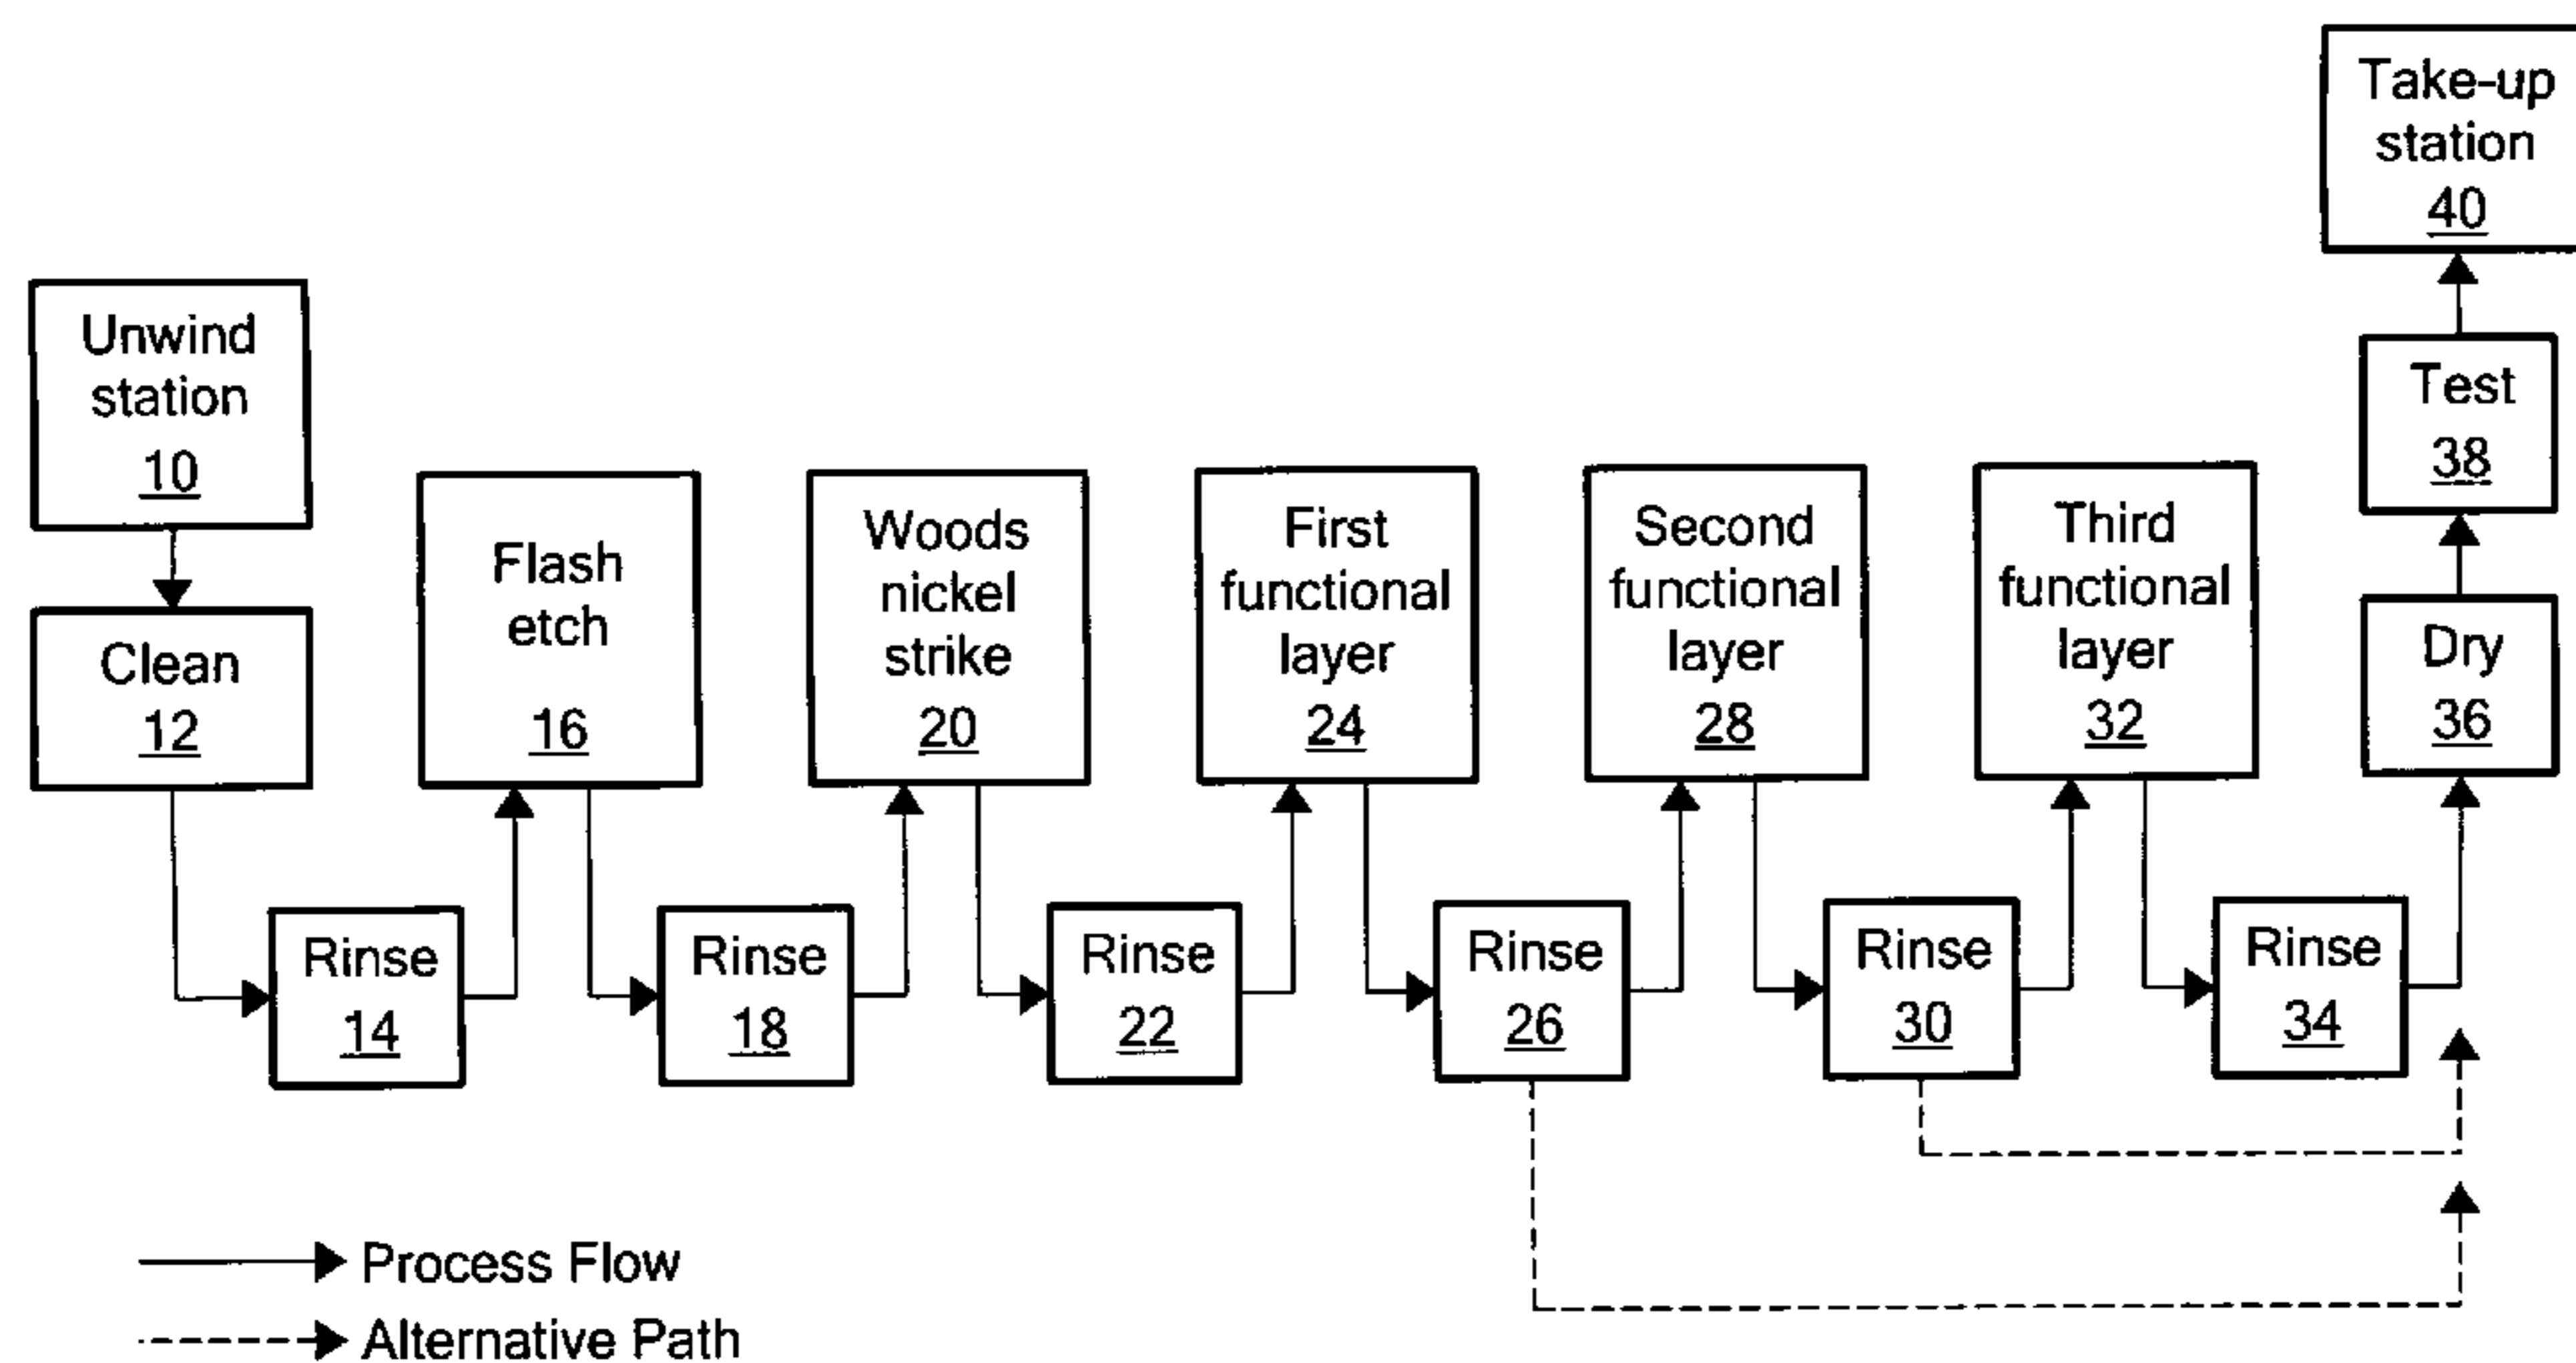 Unwind
station
10
Clean
12
Rinse
14
Flash
etch
16
Rinse
18
Woods
nickel
strike
20
Rinse
22
First
functional
layer
24
Rinse
26
Second
functional
layer
28
Rinse
30
Third
functional
layer
32
Rinse
34
Dry
36
Test
38
Take-up
station
40
Process Flow
Alternative Path